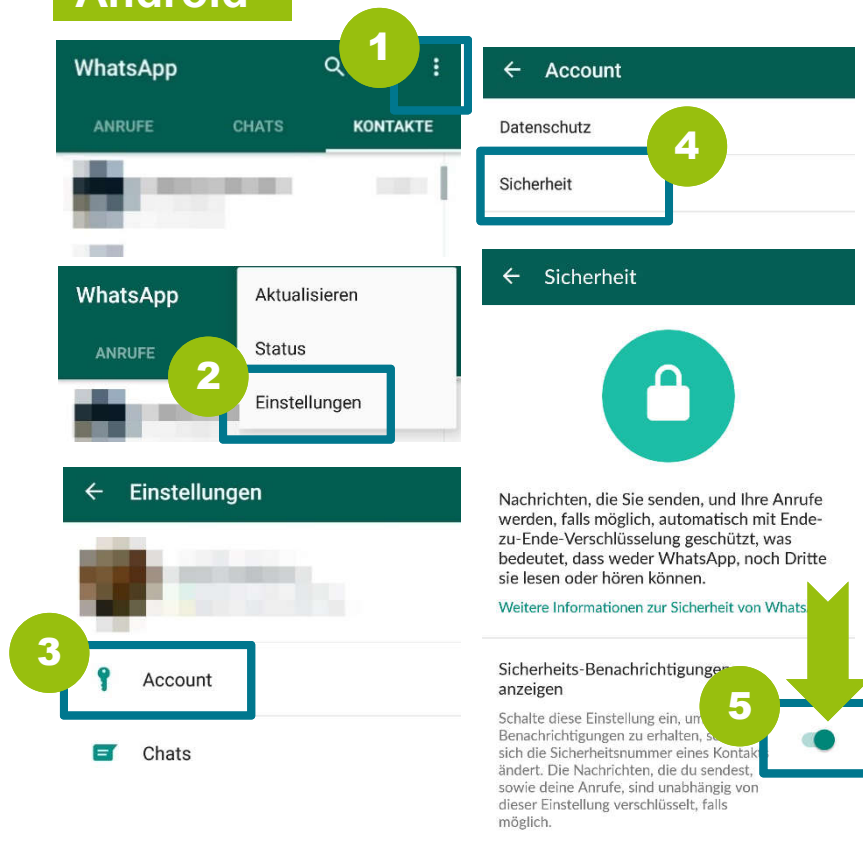 Android
1
WhatsApp
ANRUFE CHATS KONTAKTE
WhatsApp
Aktualisieren
ANRUFE
Status
2
Einstellungen
Einstellungen
3
Account
Chats
Account
Datenschutz
4
Sicherheit
Sicherheit
Nachrichten, die Sie senden, und Ihre Anrufe
werden, falls möglich, automatisch mit Ende-
zu-Ende-Verschlüsselung geschützt, was
bedeutet, dass weder WhatsApp, noch Dritte
sie lesen oder hören können.
Weitere Informationen zur Sicherheit von Whats
Sicherheits-Benachrichtigungen
anzeigen
5
Schalte diese Einstellung ein, um
Benachrichtigungen zu erhalten,
sich die Sicherheitsnummer eines Kontakts
ändert. Die Nachrichten, die du sendest,
sowie deine Anrufe, sind unabhängig von
dieser Einstellung verschlüsselt, falls
möglich.